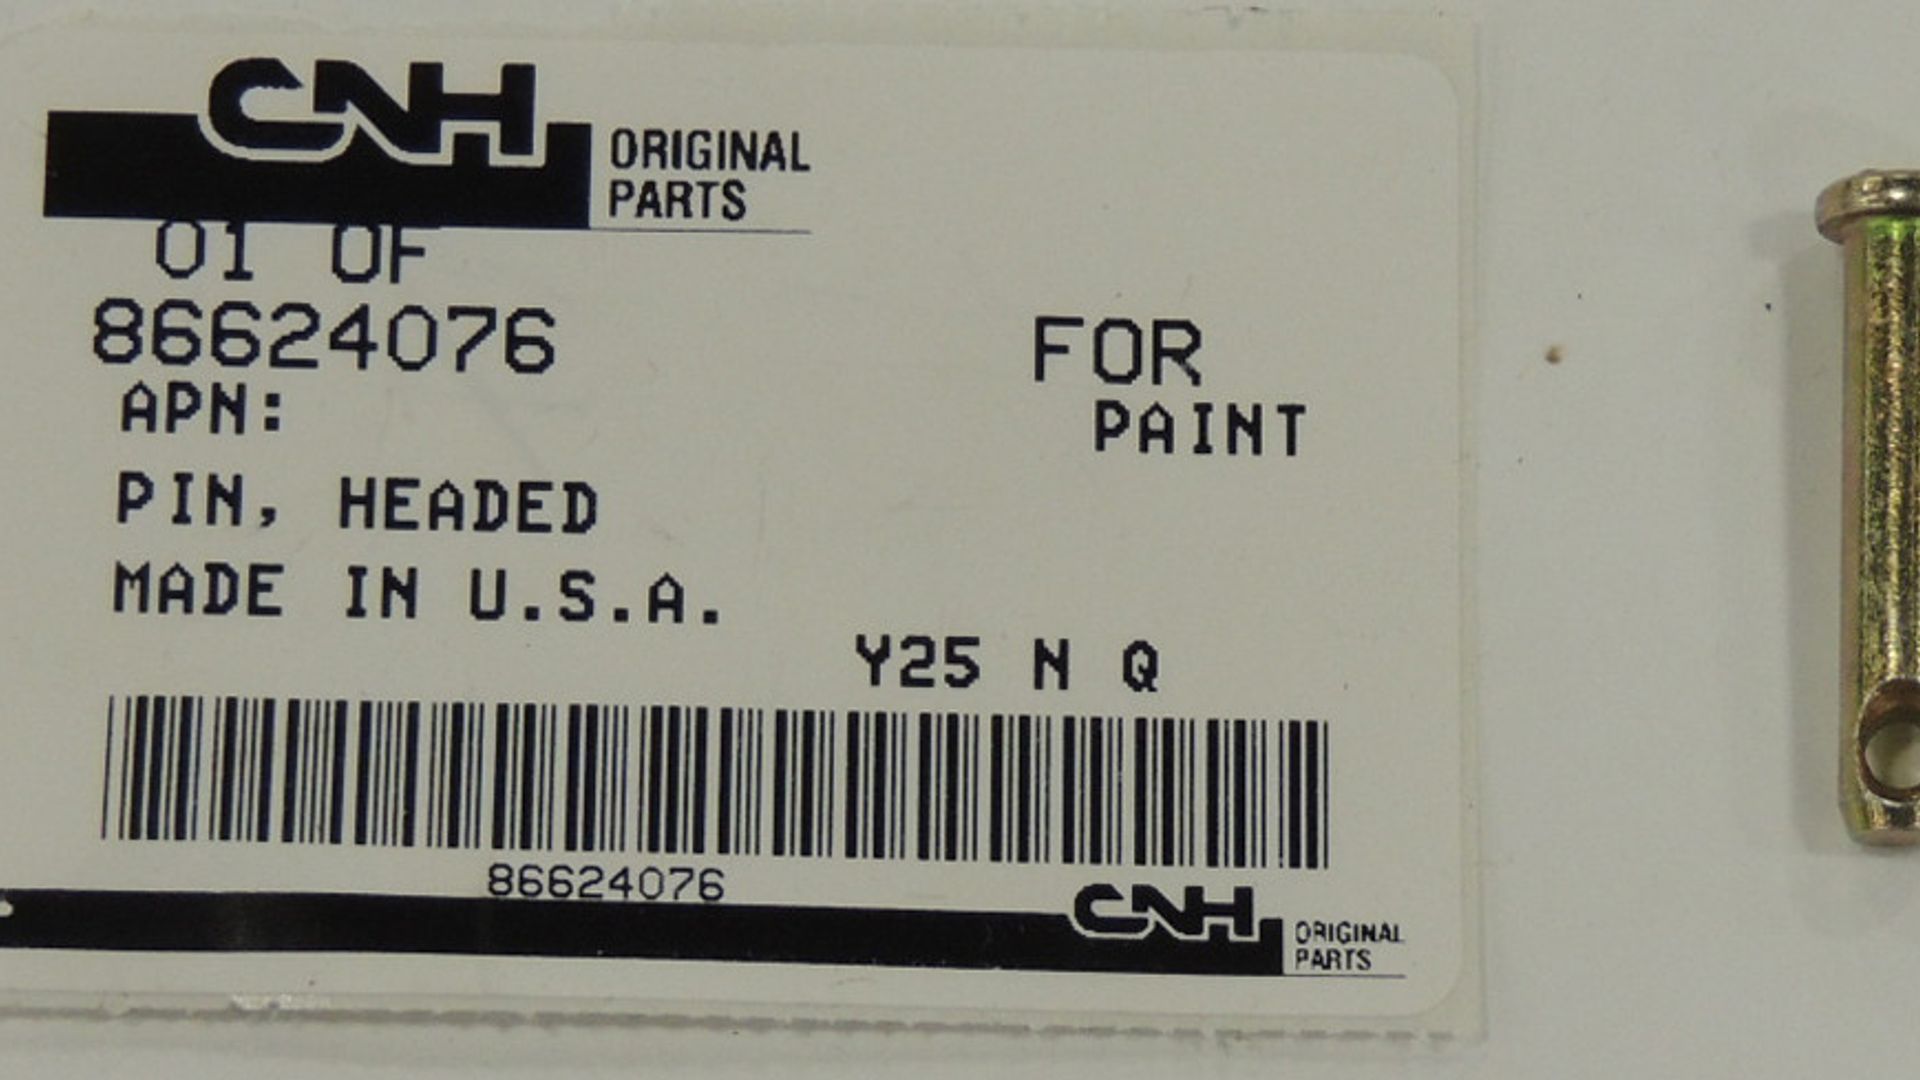 CNH ORIGINAL
PARTS
01 OF
86624076
FOR
APN:
PAINT
PIN, HEADED
MADE IN U.S.A.
Y25 N Q
86624076
CNH ORIGINAL
PARTS